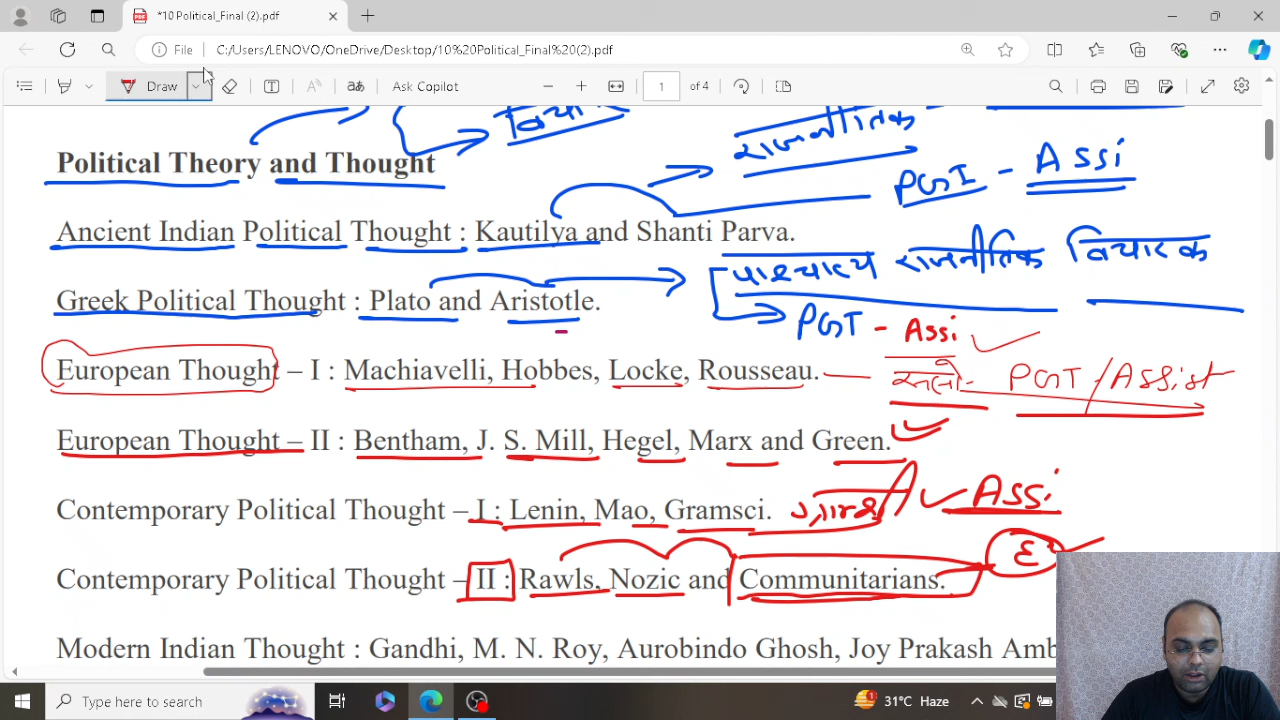 *10 Political_Final (2).pdf
File C:/Users/LENOVO/OneDrive/Desktop/10%20Political_Final%20(2).pdf
Draw Ask Copilot 1 of 4
Political Theory and Thought
राजनीतिक
PGT - Assi
Ancient Indian Political Thought : Kautilya and Shanti Parva.
पाश्चात्य राजनीतिक विचारक
Greek Political Thought : Plato and Aristotle.
PGT - Assi
European Thought – I : Machiavelli, Hobbes, Locke, Rousseau.
PGT / Assist
European Thought – II : Bentham, J. S. Mill, Hegel, Marx and Green.
Contemporary Political Thought – I : Lenin, Mao, Gramsci.
Assi
Contemporary Political Thought – II : Rawls, Nozic and Communitarians.
Modern Indian Thought : Gandhi, M. N. Roy, Aurobindo Ghosh, Joy Prakash Amb
Type here to search 31°C Haze